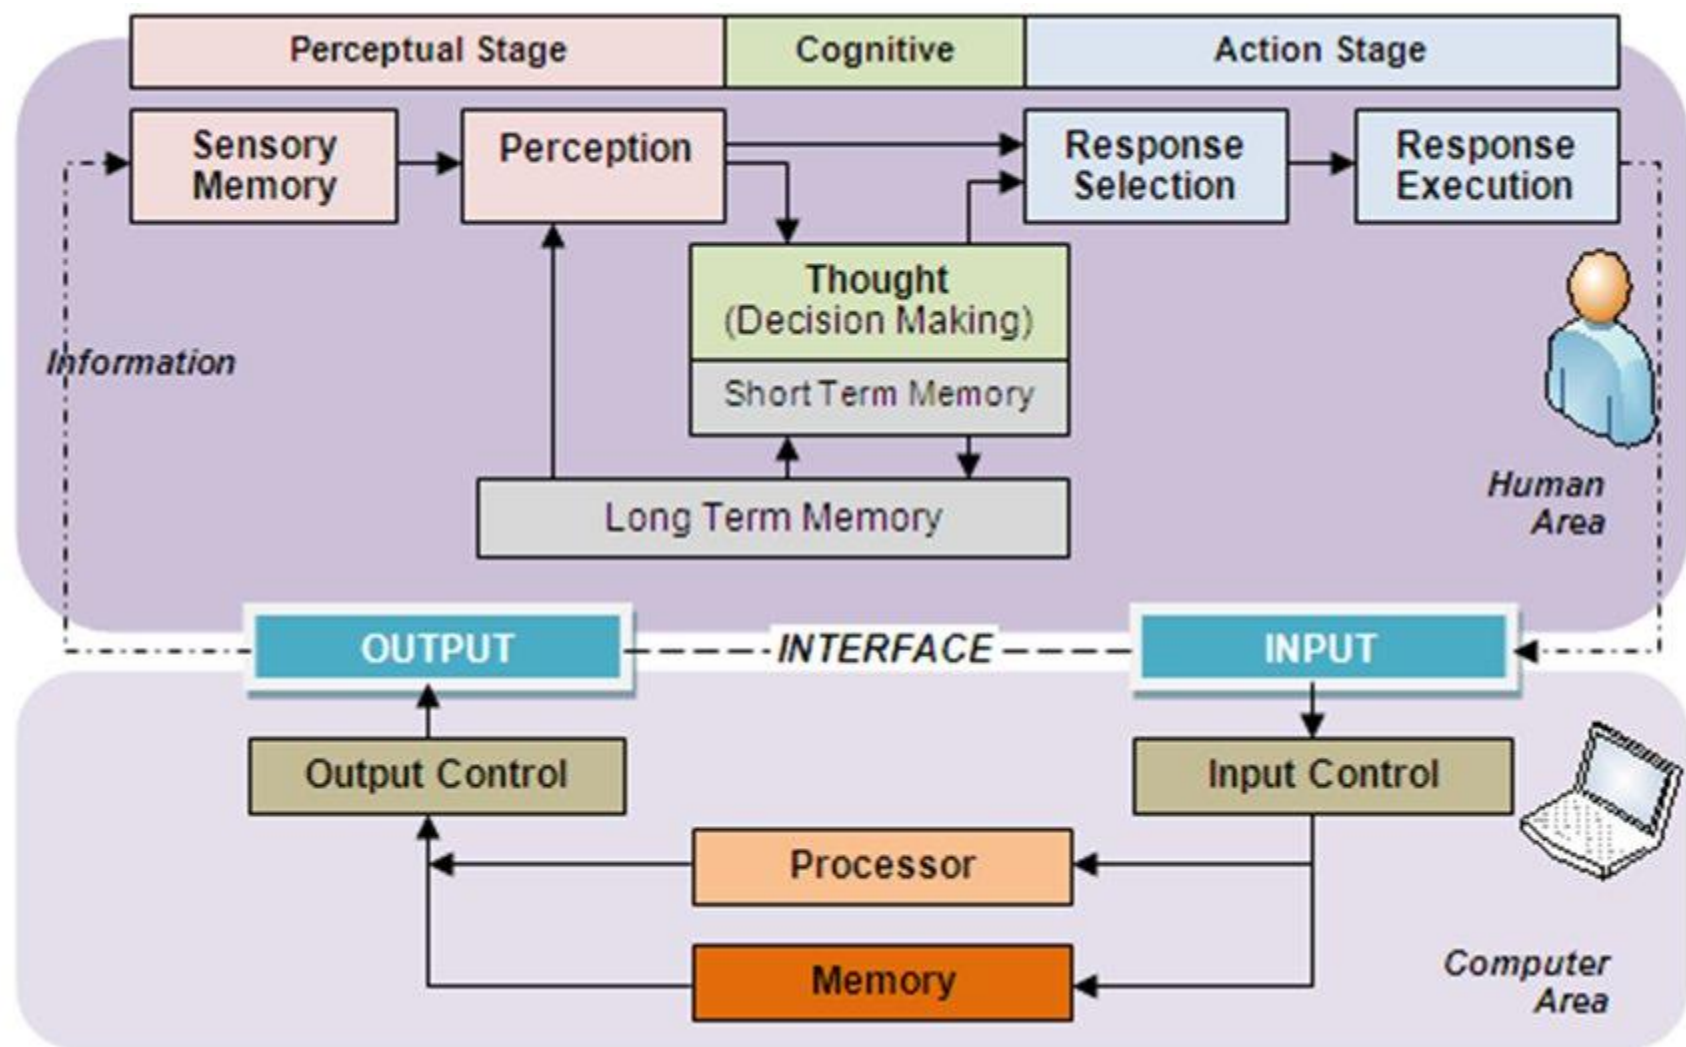 Perceptual Stage
Cognitive
Action Stage
Sensory
Memory
Perception
Response
Selection
Response
Execution
Thought
(Decision Making)
Short Term Memory
Information
Long Term Memory
Human
Area
OUTPUT
INTERFACE
INPUT
Output Control
Input Control
Processor
Memory
Computer
Area